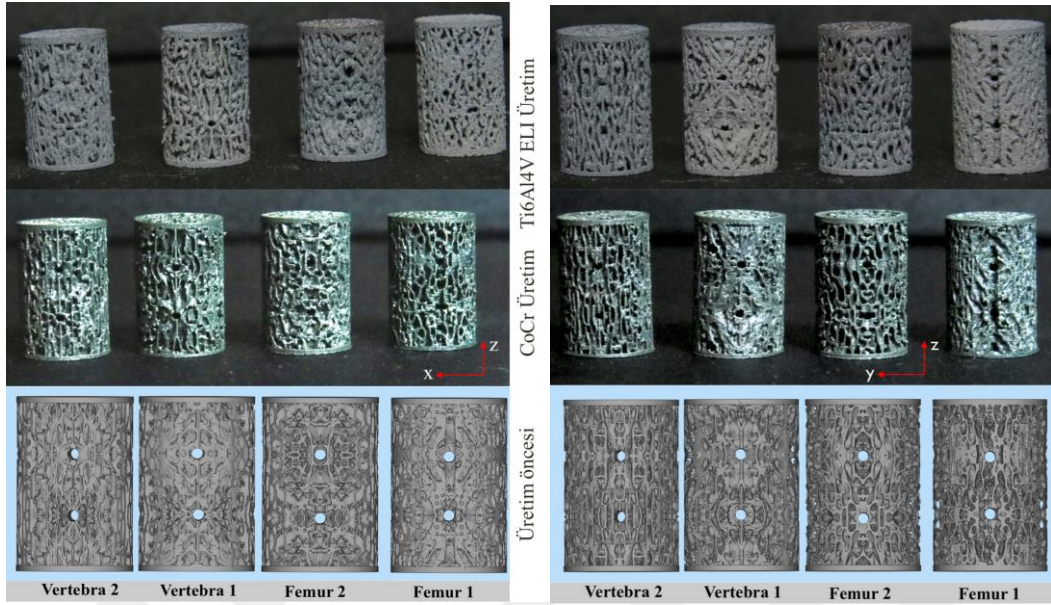 Ti6Al4V ELI Üretim
CoCr Üretim
Üretim öncesi
z
x
z
y
Vertebra 2
Vertebra 1
Femur 2
Femur 1
Vertebra 2
Vertebra 1
Femur 2
Femur 1